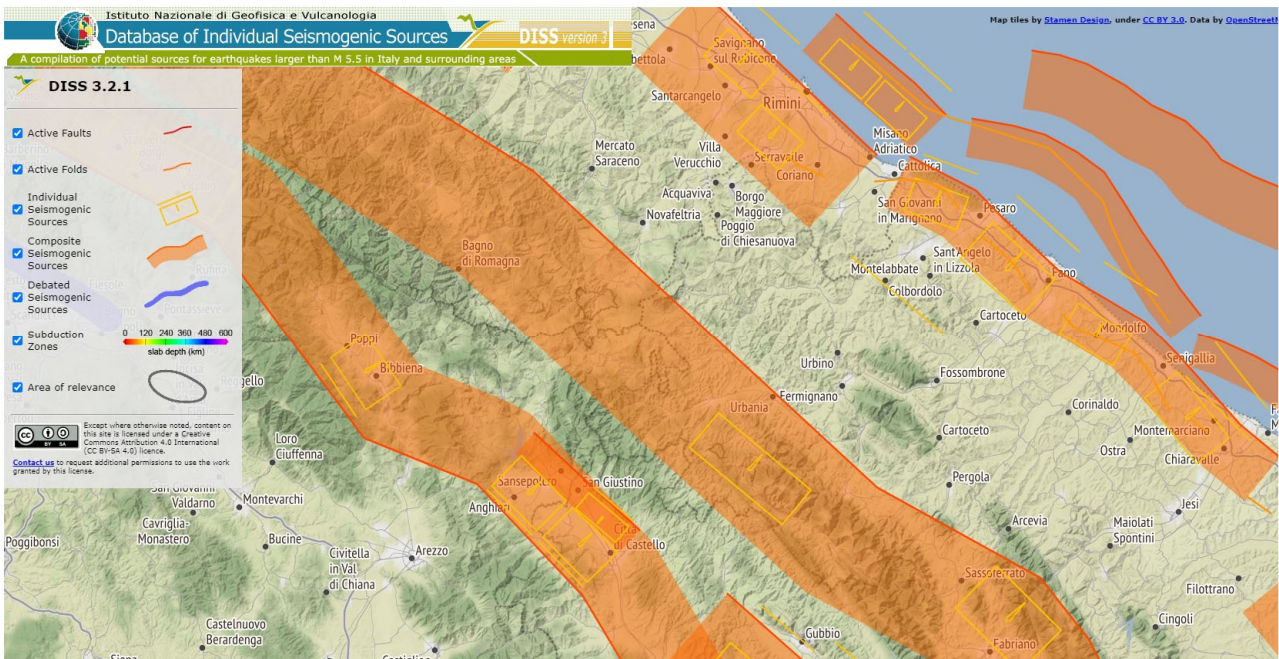 Istituto Nazionale di Geofisica e Vulcanologia
Database of Individual Seismogenic Sources
DISS version 3
A compilation of potential sources for earthquakes larger than M 5.5 in Italy and surrounding areas
Map tiles by Stamen Design, under CC BY 3.0. Data by OpenStreetM
DISS 3.2.1
Active Faults
Active Folds
Individual
Seismogenic
Sources
Composite
Seismogenic
Sources
Debated
Seismogenic
Sources
Subduction
Zones
0 120 240 360 480 600
slab depth (km)
Area of relevance
CC BY SA
Except where otherwise noted, content on
this site is licensed under a Creative
Commons Attribution 4.0 International
(CC BY-SA 4.0) licence.
Contact us to request additional permissions to use the work
granted by this license.
sena
Savignano
sul Rubicone
bettola
Santarcangelo
Rimini
Mercato
Saraceno
Villa
Verucchio
Serravalle
Coriano
Misano
Adriatico
Cattolica
Acquaviva
Borgo
Maggiore
Novafeltria
Poggio
di Chiesanuova
San Giovanni
in Marignano
Pesaro
Bagno
di Romagna
Sant'Angelo
in Lizzola
Montelabbate
Colbordolo
Fano
Cartoceto
Mondolfo
Poppi
Bibbiena
Urbino
Senigallia
Fermignano
Fossombrone
Urbania
Corinaldo
Cartoceto
Montemarciano
Ostra
Chiaravalle
Reggello
Loro
Ciuffenna
Pontassieve
Rufina
Fiesole
San Giovanni
Valdarno
Montevarchi
Sansepolcro
San Giustino
Anghiari
Pergola
Jesi
Cavriglia-
Monastero
Bucine
Città
di Castello
Arcevia
Maiolati
Spontini
Poggibonsi
Civitella
in Val
di Chiana
Arezzo
Sassoferrato
Filottrano
Castelnuovo
Berardenga
Gubbio
Fabriano
Cingoli
Siena